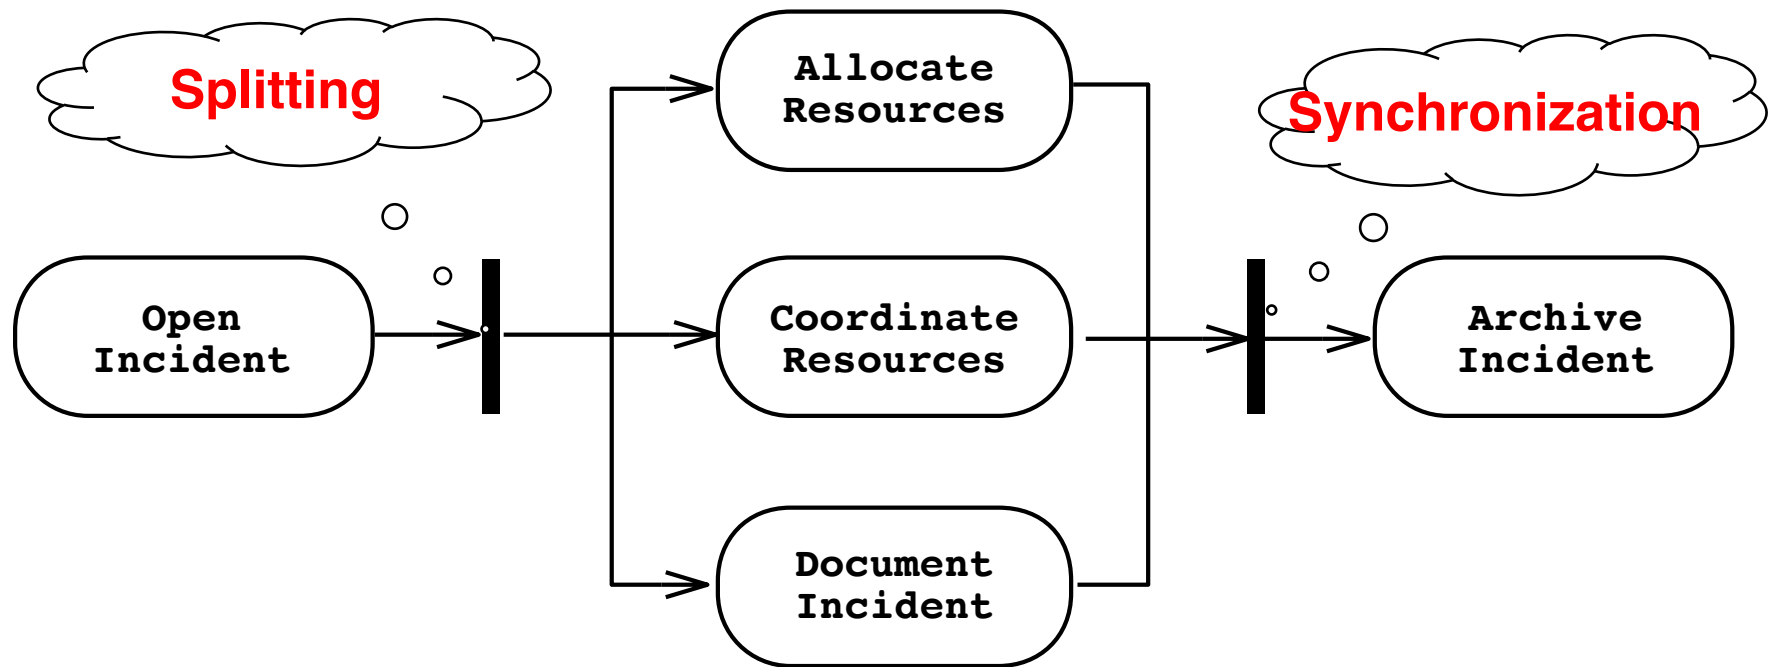 Splitting
Allocate
Resources
Synchronization
Open
Incident
Coordinate
Resources
Archive
Incident
Document
Incident